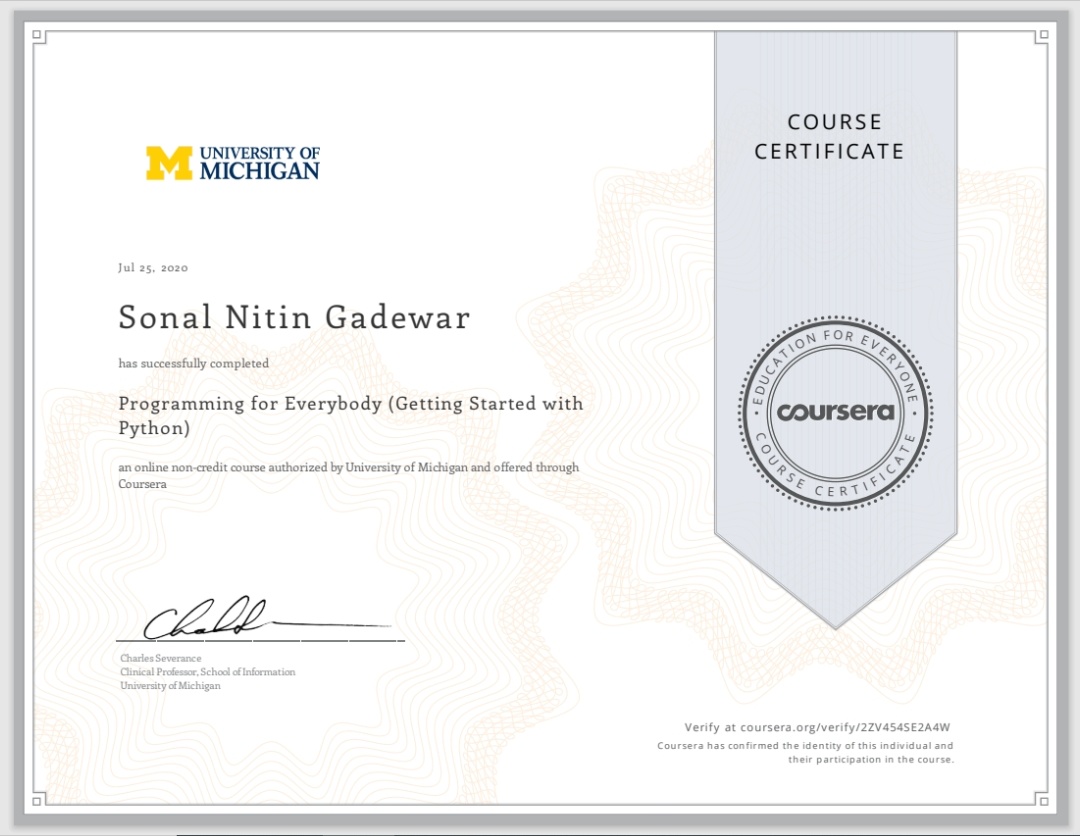 COURSE
CERTIFICATE
UNIVERSITY OF
MICHIGAN
Jul 25, 2020
Sonal Nitin Gadewar
has successfully completed
Programming for Everybody (Getting Started with
Python)
an online non-credit course authorized by University of Michigan and offered through
Coursera
EDUCATION FOR EVERYONE
coursera
COURSE CERTIFICATE
Charles Severance
Clinical Professor, School of Information
University of Michigan
Verify at coursera.org/verify/2ZV454SE2A4W
Coursera has confirmed the identity of this individual and
their participation in the course.